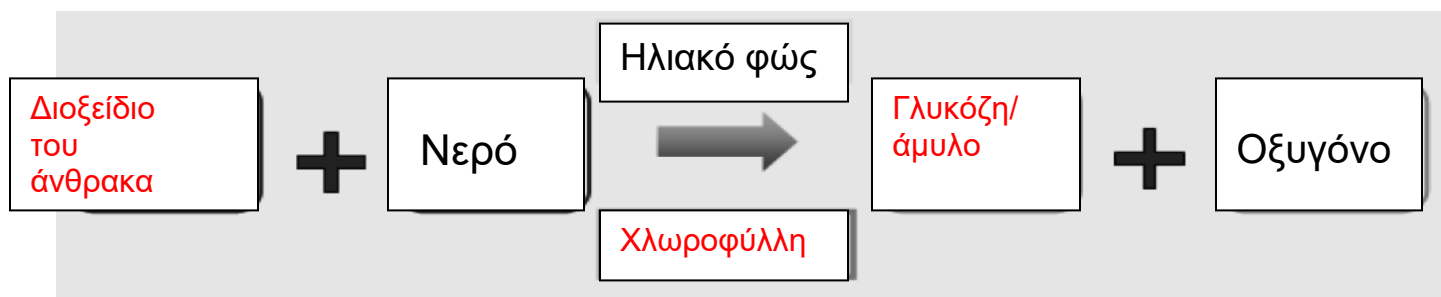 Ηλιακό φώς
Διοξείδιο
του
άνθρακα
+
Νερό
Γλυκόζη/
άμυλο
+
Οξυγόνο
Χλωροφύλλη